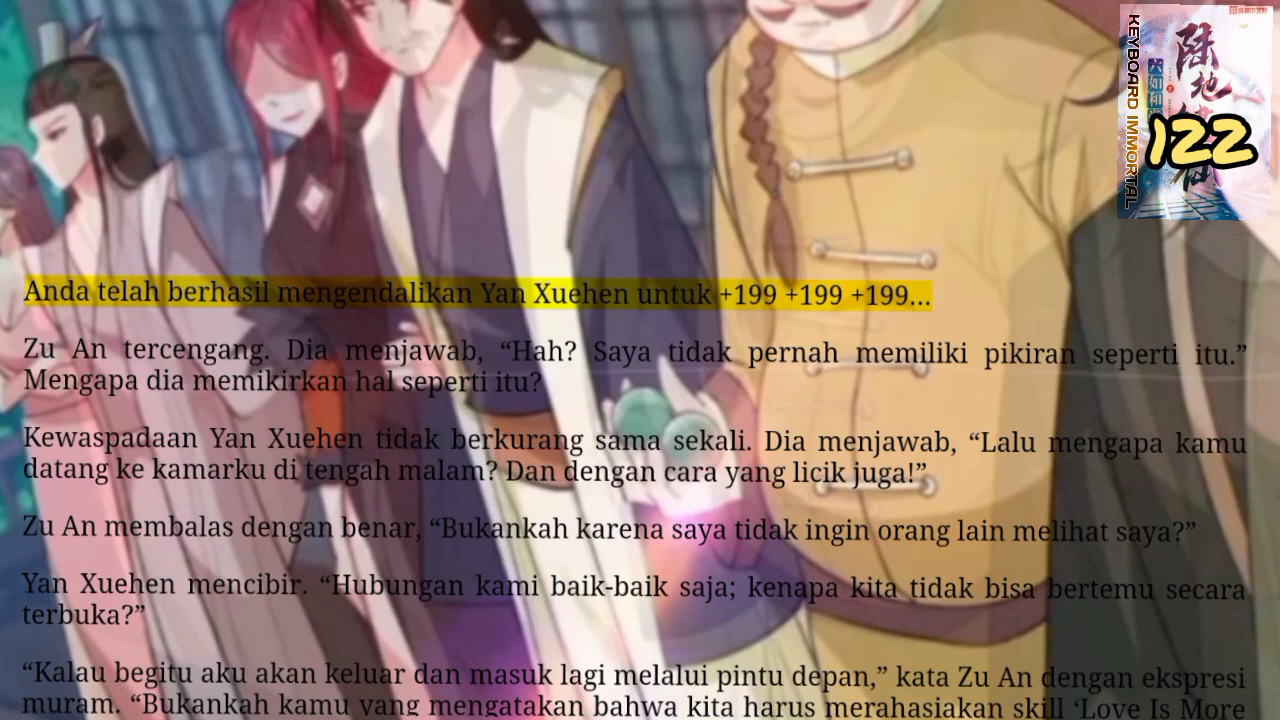 KEYBOARD IMMORTAL
陸地
122
Anda telah berhasil mengendalikan Yan Xuehen untuk +199 +199 +199...
Zu An tercengang. Dia menjawab, “Hah? Saya tidak pernah memiliki pikiran seperti itu.”
Mengapa dia memikirkan hal seperti itu?
Kewaspadaan Yan Xuehen tidak berkurang sama sekali. Dia menjawab, “Lalu mengapa kamu
datang ke kamarku di tengah malam? Dan dengan cara yang licik juga!”
Zu An membalas dengan benar, “Bukankah karena saya tidak ingin orang lain melihat saya?”
Yan Xuehen mencibir. “Hubungan kami baik-baik saja; kenapa kita tidak bisa bertemu secara
terbuka?”
“Kalau begitu aku akan keluar dan masuk lagi melalui pintu depan,” kata Zu An dengan ekspresi
muram. “Bukankah kamu yang mengatakan bahwa kita harus merahasiakan skill ‘Love Is More